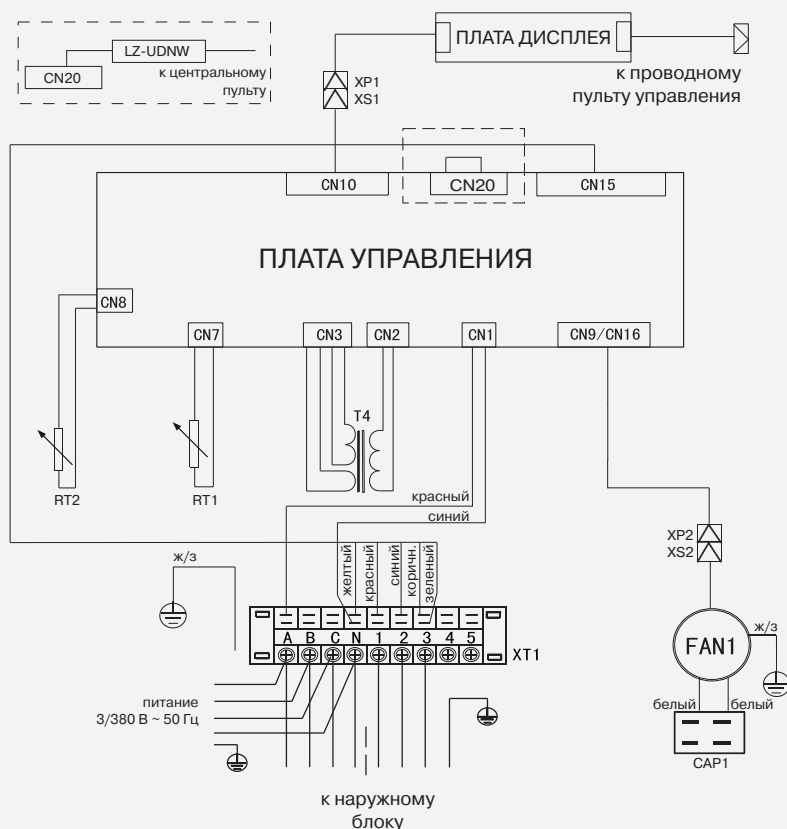 LZ-UDNW
CN20
к центральному
пульту
ПЛАТА ДИСПЛЕЯ
к проводному
пульту управления
XP1
XS1
CN10
CN20
CN15
ПЛАТА УПРАВЛЕНИЯ
CN8
CN7
CN3
CN2
CN1
CN9/CN16
T4
RT2
RT1
красный
синий
ж/з
желтый
красный
синий
коричн.
зеленый
XP2
XS2
A B C N 1 2 3 4 5
XT1
FAN1
ж/з
питание
3/380 В ~ 50 Гц
белый
белый
CAP1
к наружному
блоку